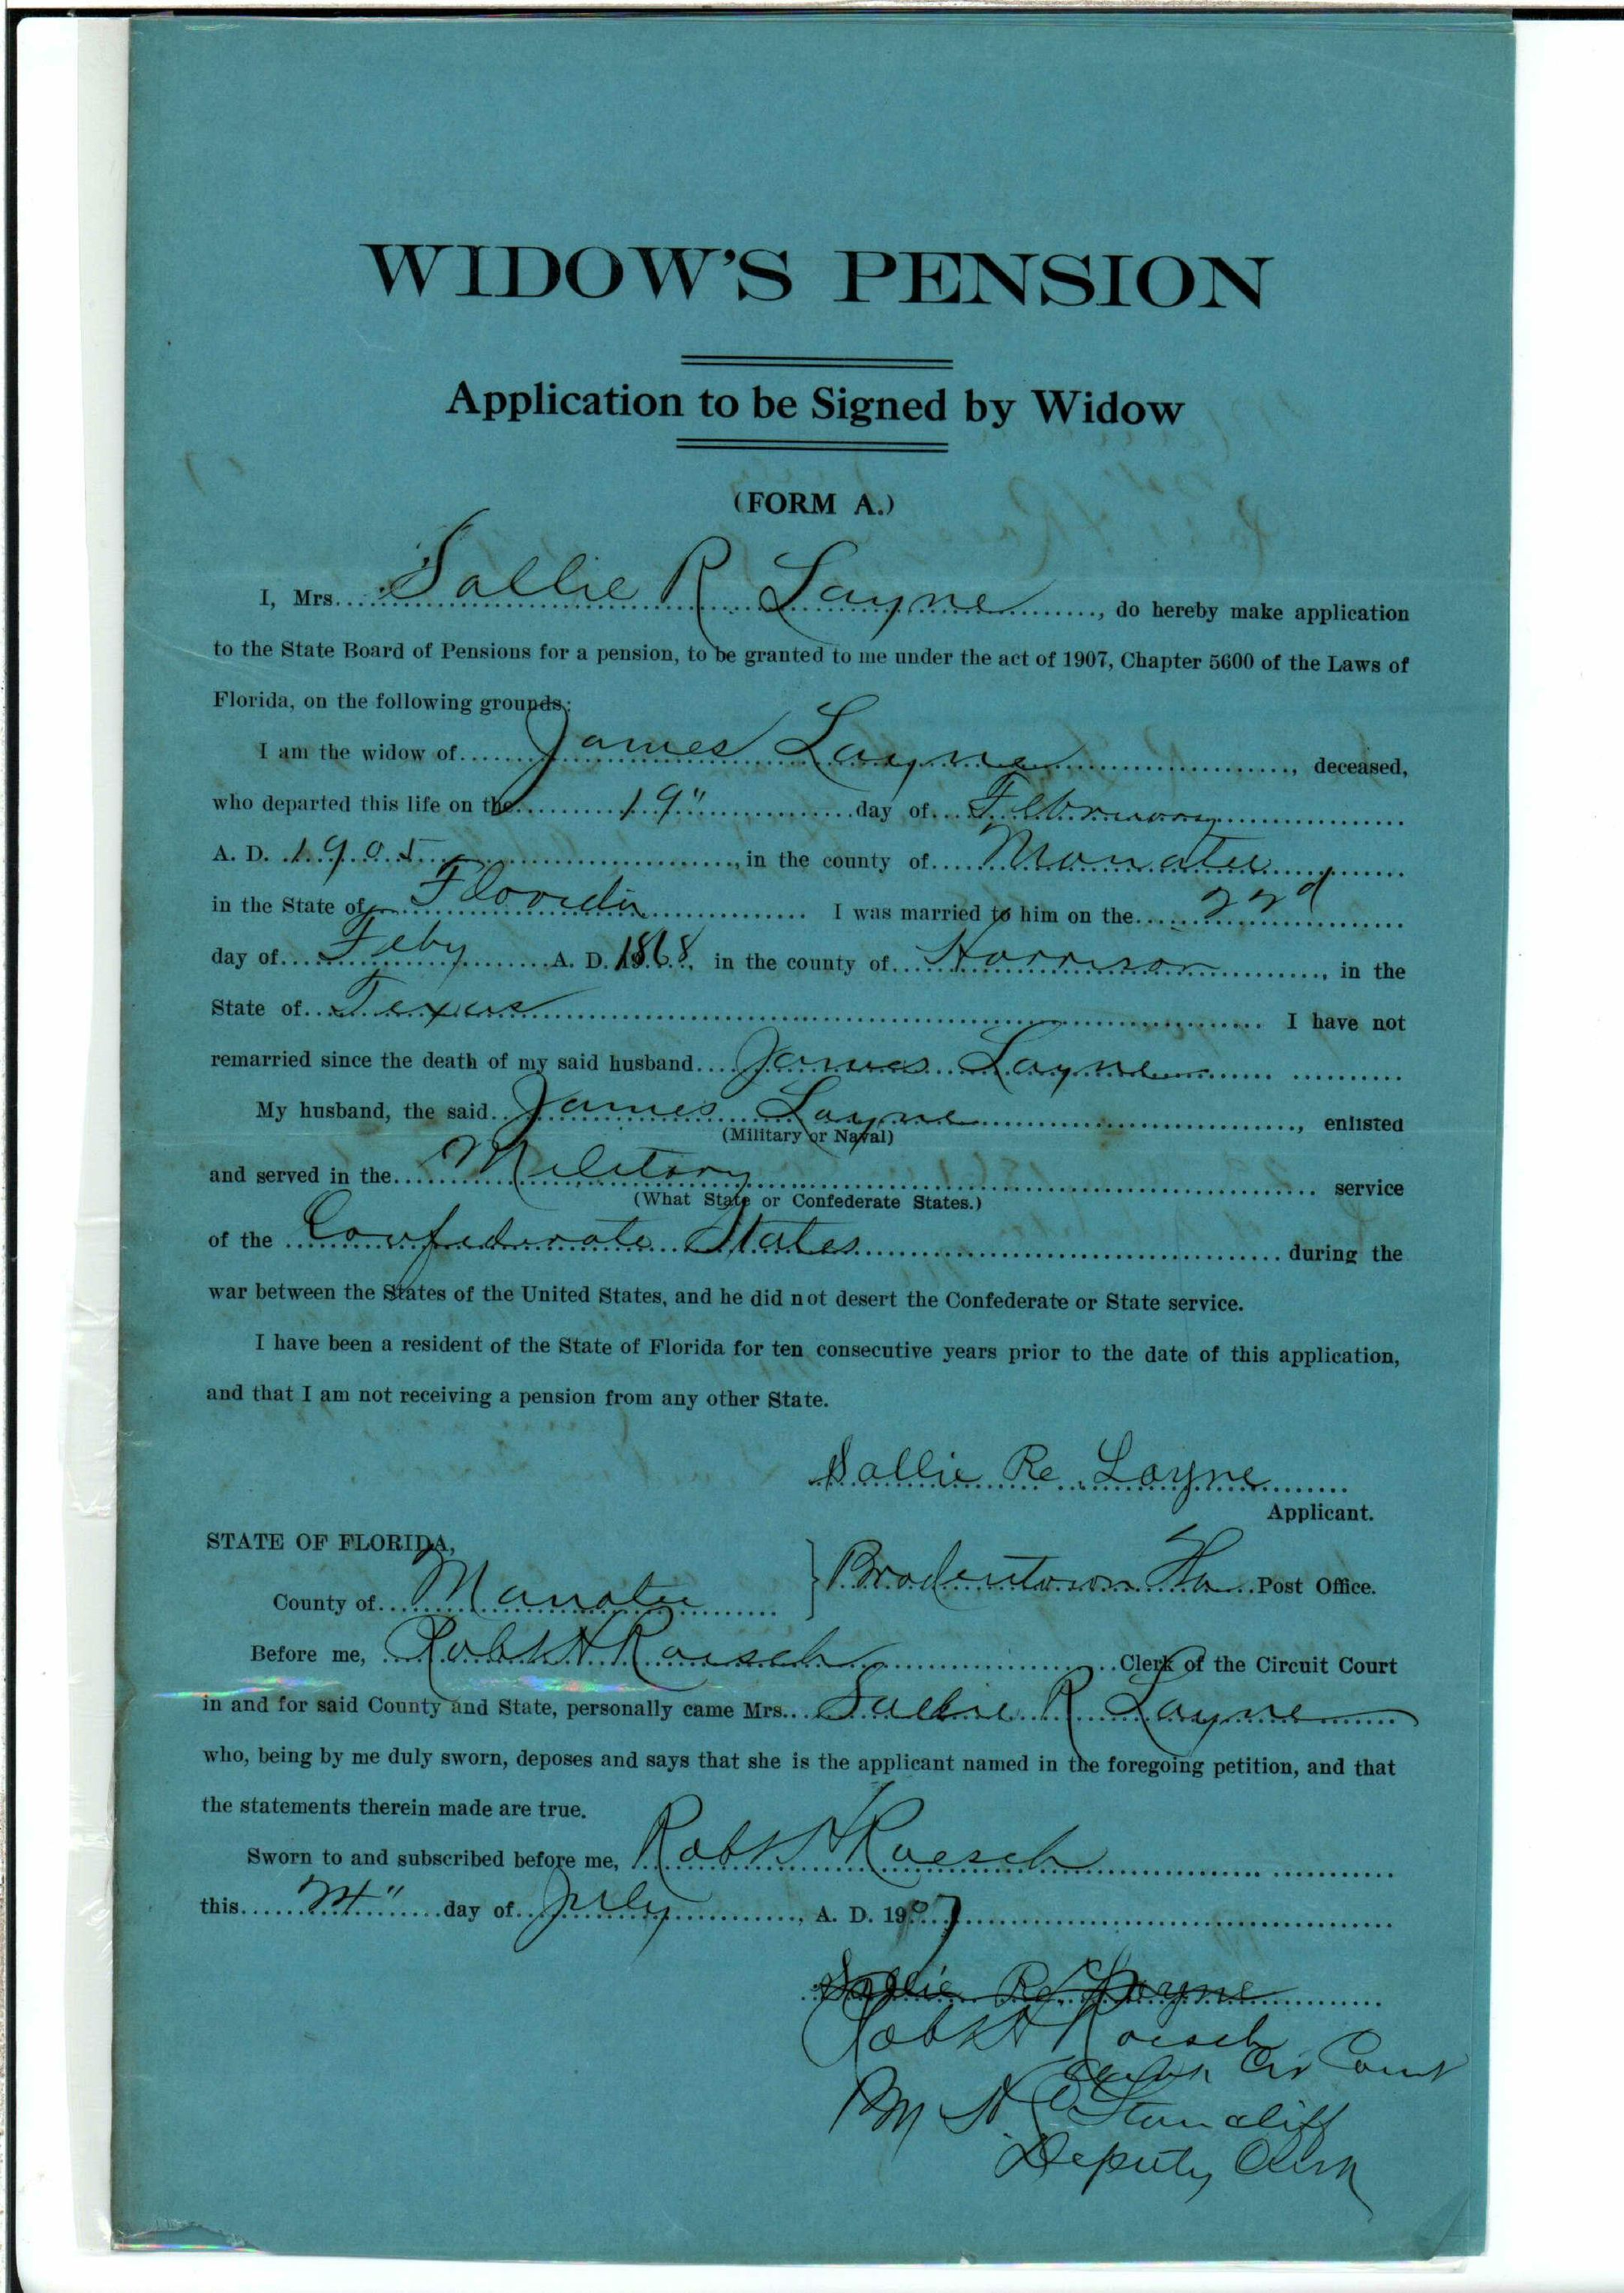 WIDOW'S PENSION
Application to be Signed by Widow
(FORM A.)
I, Mrs. Sallie R Layne, do hereby make application
to the State Board of Pensions for a pension, to be granted to me under the act of 1907, Chapter 5600 of the Laws of
Florida, on the following grounds:
I am the widow of James Layne, deceased,
who departed this life on the 19" day of February
A. D. 1905, in the county of Manatee
in the State of Florida I was married to him on the 22d
day of Feby A. D. 1868, in the county of Harrison, in the
State of Texas I have not
remarried since the death of my said husband James Layne
My husband, the said James Layne, enlisted
(Military or Naval)
and served in the Military service
(What State or Confederate States.)
of the Confederate States during the
war between the States of the United States, and he did not desert the Confederate or State service.
I have been a resident of the State of Florida for ten consecutive years prior to the date of this application,
and that I am not receiving a pension from any other State.
Sallie Re Layne
Applicant.
STATE OF FLORIDA,
County of Manatee
} Bradentown Fla Post Office.
Before me, Robt H Roesch Clerk of the Circuit Court
in and for said County and State, personally came Mrs. Sallie R Layne
who, being by me duly sworn, deposes and says that she is the applicant named in the foregoing petition, and that
the statements therein made are true.
Sworn to and subscribed before me, Robt H Roesch
this 24" day of July, A. D. 1907
Sallie Re Layne
Robt H Roesch
Clerk Cir Court
Stancliff
Deputy Clerk